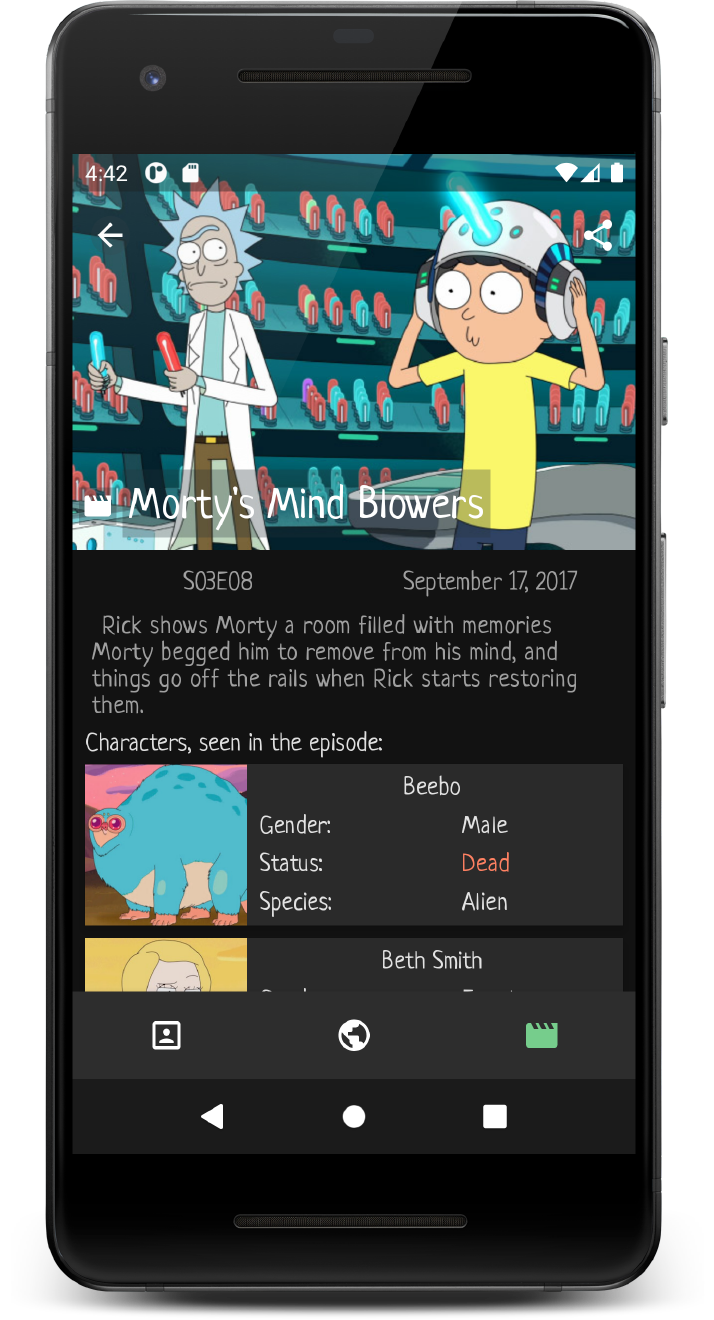 4:42
Morty's Mind Blowers
S03E08 September 17, 2017
Rick shows Morty a room filled with memories
Morty begged him to remove from his mind, and
things go off the rails when Rick starts restoring
them.
Characters, seen in the episode:
Beebo
Gender: Male
Status: Dead
Species: Alien
Beth Smith